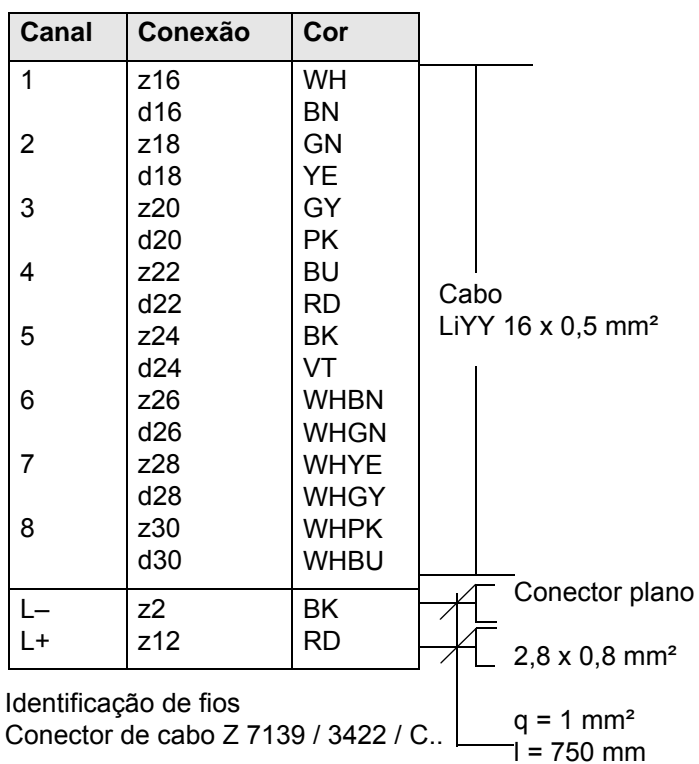 Canal Conexão Cor
1 z16 WH
d16 BN
2 z18 GN
d18 YE
3 z20 GY
d20 PK
4 z22 BU
d22 RD
5 z24 BK
d24 VT
6 z26 WHBN
d26 WHGN
7 z28 WHYE
d28 WHGY
8 z30 WHPK
d30 WHBU
Cabo
LiYY 16 x 0,5 mm²
L– z2 BK
L+ z12 RD
Conector plano
2,8 x 0,8 mm²
q = 1 mm²
l = 750 mm
Identificação de fios
Conector de cabo Z 7139 / 3422 / C..